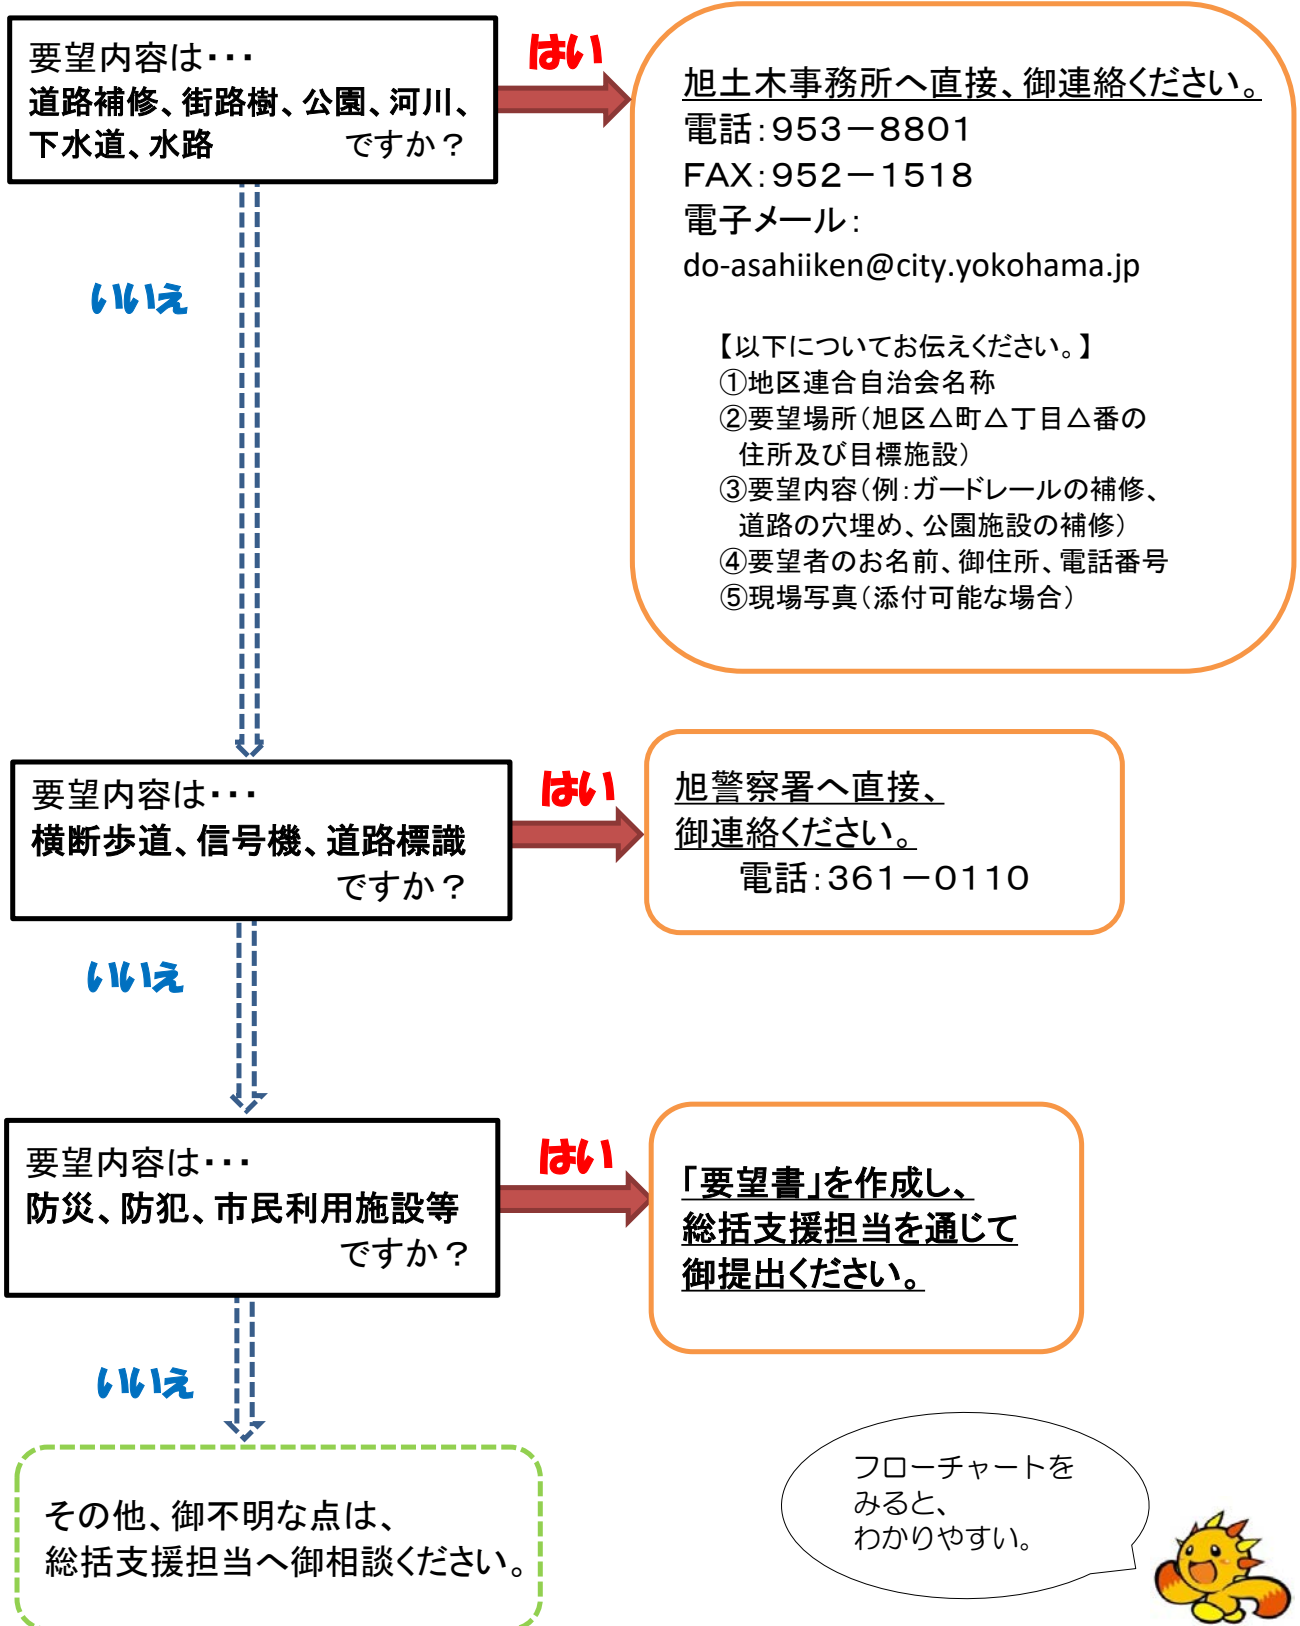 要望内容は・・・
道路補修、街路樹、公園、河川、
下水道、水路 ですか？
はい
旭土木事務所へ直接、御連絡ください。
電話：９５３－８８０１
FAX：９５２－１５１８
電子メール：
do-asahiiken@city.yokohama.jp
【以下についてお伝えください。】
①地区連合自治会名称
②要望場所（旭区△町△丁目△番の
住所及び目標施設）
③要望内容（例：ガードレールの補修、
道路の穴埋め、公園施設の補修）
④要望者のお名前、御住所、電話番号
⑤現場写真（添付可能な場合）
いいえ
要望内容は・・・
横断歩道、信号機、道路標識
ですか？
はい
旭警察署へ直接、
御連絡ください。
電話：３６１－０１１０
いいえ
要望内容は・・・
防災、防犯、市民利用施設等
ですか？
はい
「要望書」を作成し、
総括支援担当を通じて
御提出ください。
いいえ
その他、御不明な点は、
総括支援担当へ御相談ください。
フローチャートを
みると、
わかりやすい。